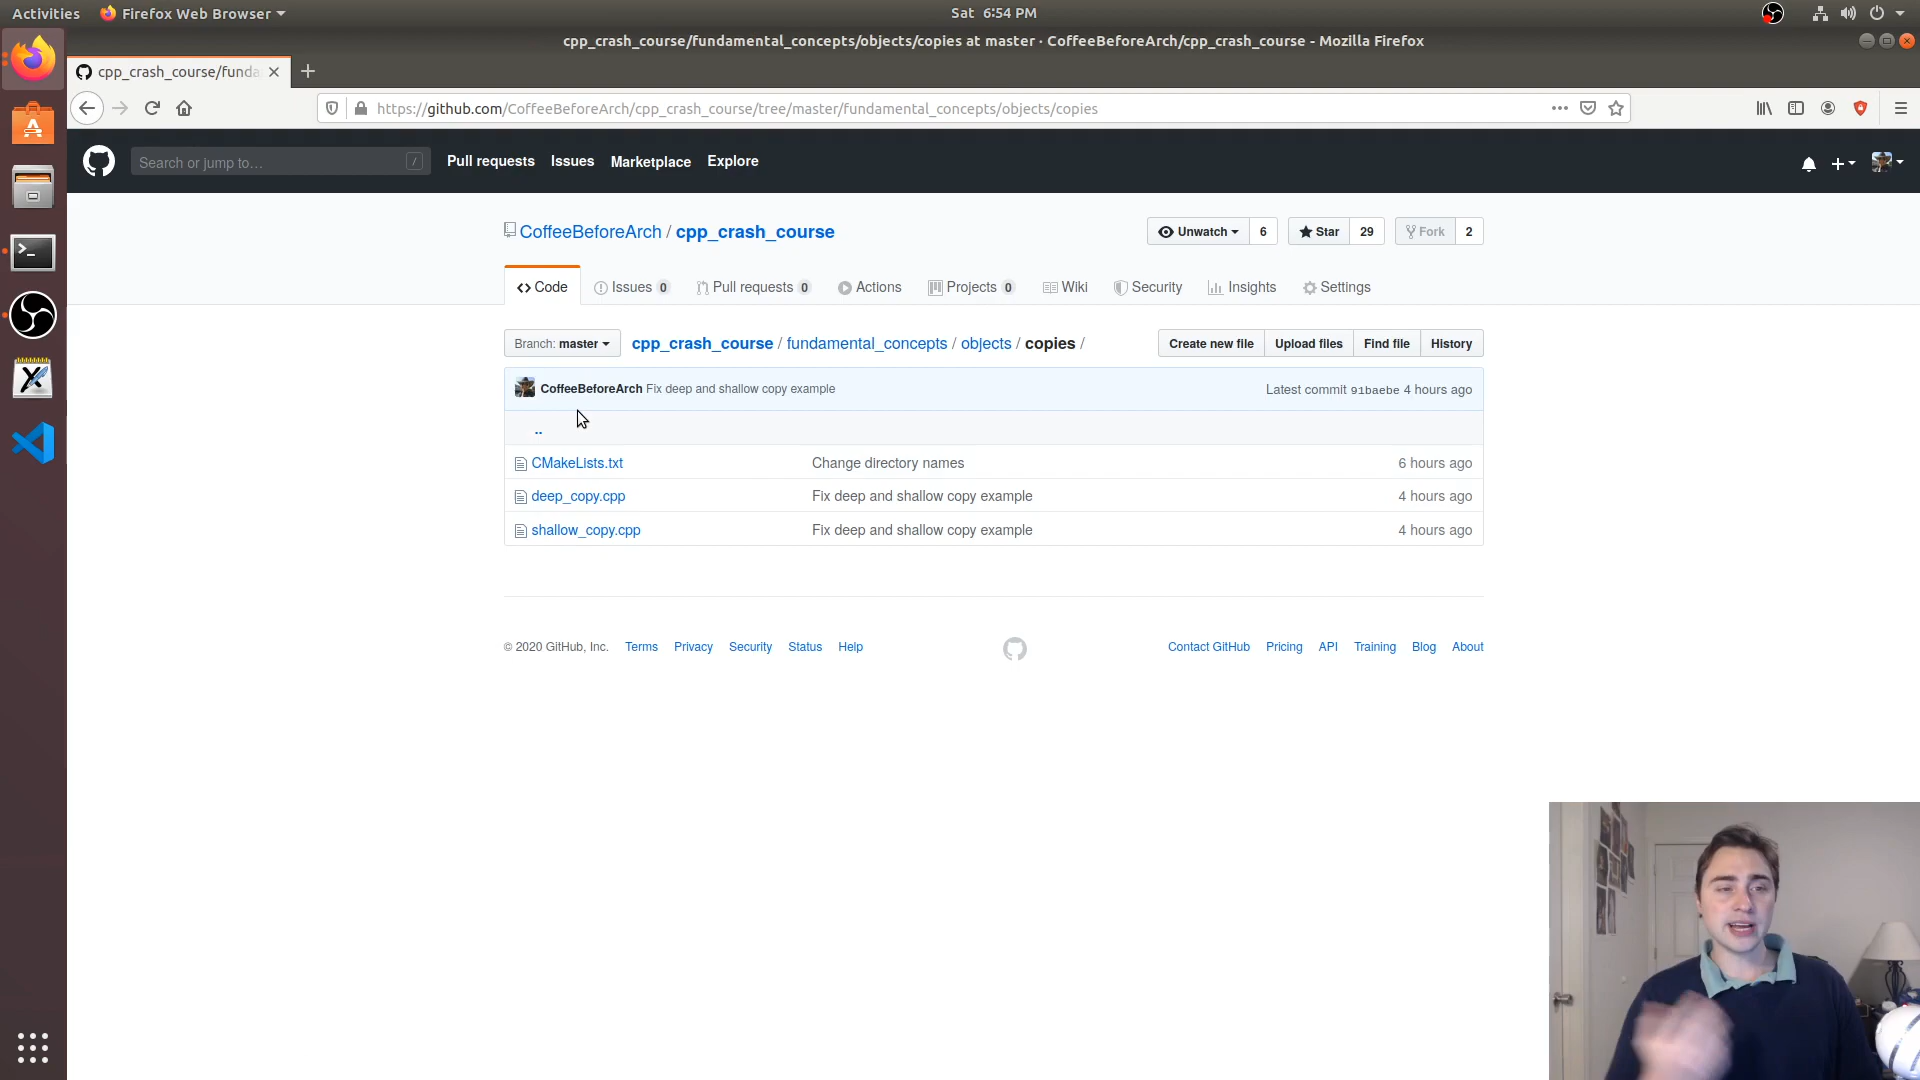 Activities Firefox Web Browser Sat 6:54 PM
cpp_crash_course/fundamental_concepts/objects/copies at master · CoffeeBeforeArch/cpp_crash_course - Mozilla Firefox
cpp_crash_course/funda
https://github.com/CoffeeBeforeArch/cpp_crash_course/tree/master/fundamental_concepts/objects/copies
Search or jump to… / Pull requests Issues Marketplace Explore
CoffeeBeforeArch / cpp_crash_course Unwatch 6 Star 29 Fork 2
Code Issues 0 Pull requests 0 Actions Projects 0 Wiki Security Insights Settings
Branch: master cpp_crash_course / fundamental_concepts / objects / copies / Create new file Upload files Find file History
CoffeeBeforeArch Fix deep and shallow copy example Latest commit 91baebe 4 hours ago
..
CMakeLists.txt Change directory names 6 hours ago
deep_copy.cpp Fix deep and shallow copy example 4 hours ago
shallow_copy.cpp Fix deep and shallow copy example 4 hours ago
© 2020 GitHub, Inc. Terms Privacy Security Status Help Contact GitHub Pricing API Training Blog About